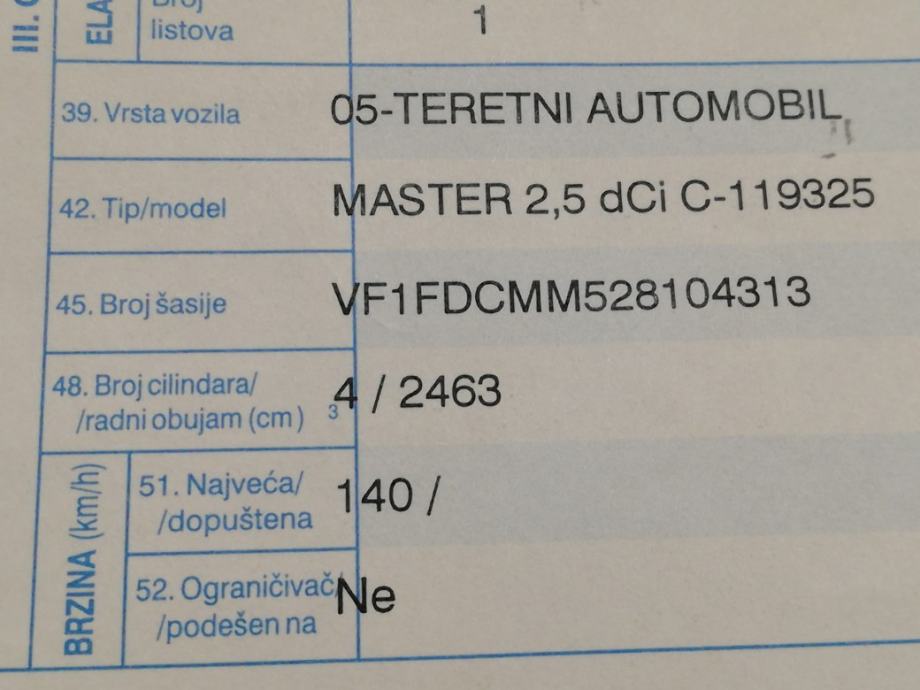 III.
ELA
Broj
listova
1
39. Vrsta vozila
05-TERETNI AUTOMOBIL
42. Tip/model
MASTER 2,5 dCi C-119325
45. Broj šasije
VF1FDCMM528104313
48. Broj cilindara/
/radni obujam (cm3)
4 / 2463
BRZINA (km/h)
51. Najveća/
/dopuštena
140 /
52. Ograničivač/
/podešen na
Ne